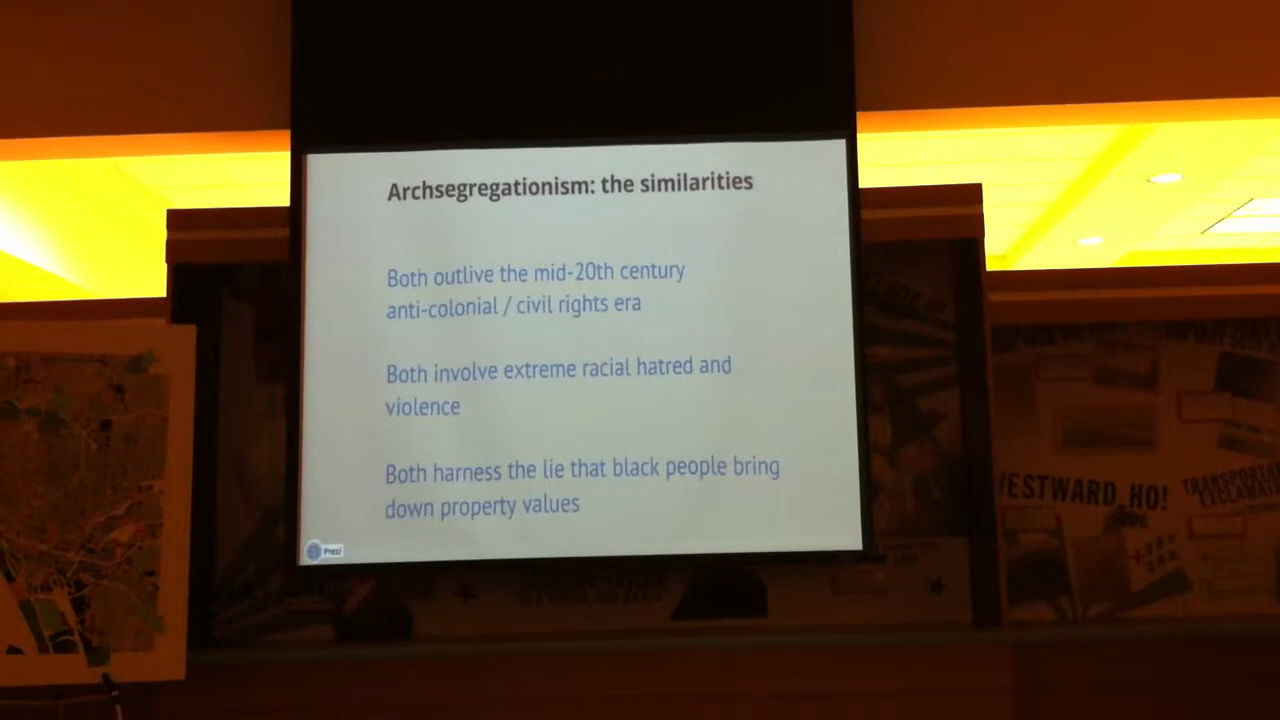 Archsegregationism: the similarities
Both outlive the mid-20th century
anti-colonial / civil rights era
Both involve extreme racial hatred and
violence
Both harness the lie that black people bring
down property values
Prezi
/ESTWARD HO!